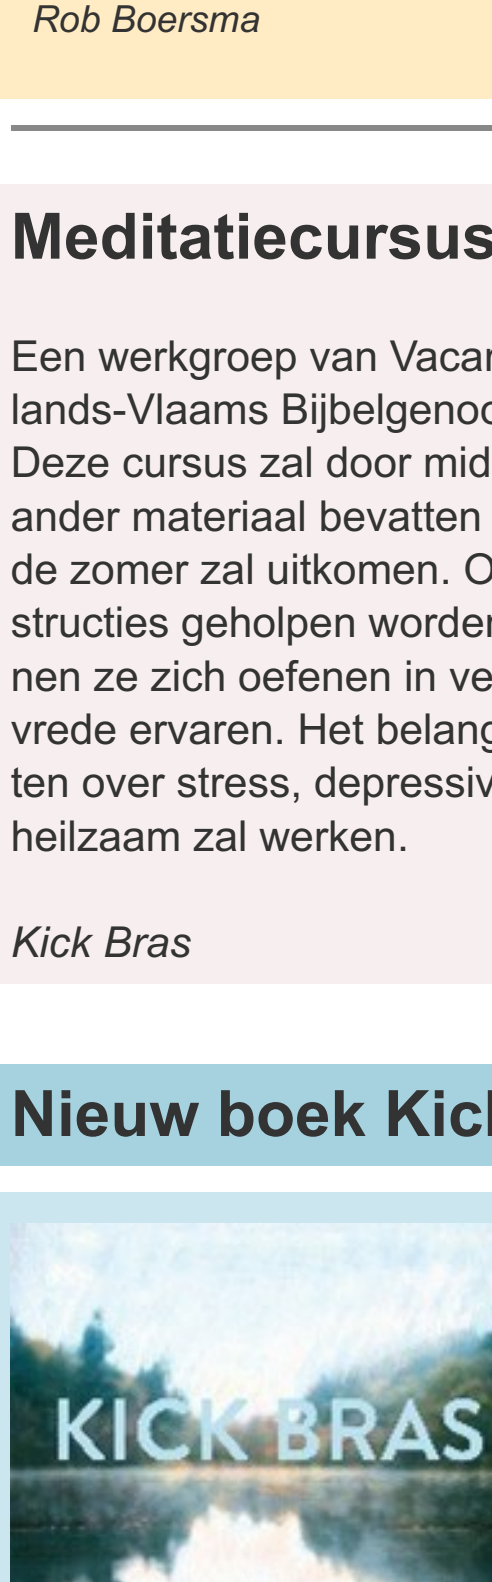 Rob Boersma
Meditatiecursus
Een werkgroep van Vacar
lands-Vlaams Bijbelgenoo
Deze cursus zal door mid
ander materiaal bevatten
de zomer zal uitkomen. O
structies geholpen worden
nen ze zich oefenen in ve
vrede ervaren. Het belang
ten over stress, depressiv
heilzaam zal werken.
Kick Bras
Nieuw boek Kick
KICK BRAS